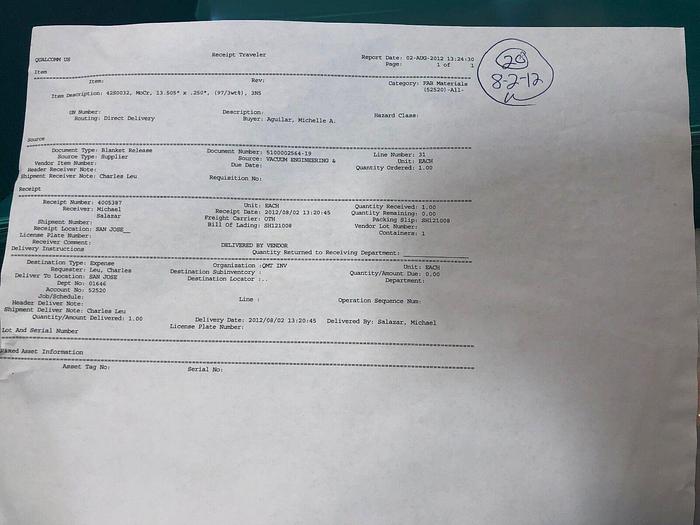 QUALCOMM US Receipt Traveler Report Date: 02-AUG-2012 13:24:30
Page: 1 of 1
Item
Item: Rev: Category: FAB Materials
(52520)-All-
Item Description: 4280032, MoCr, 13.505" x .250", (97/3wt%), 3N5
UN Number: Description: Hazard Class:
Routing: Direct Delivery Buyer: Aguilar, Michelle A.
Source
Document Type: Blanket Release Document Number: 5100002564-19 Line Number: 31
Source Type: Supplier Source: VACUUM ENGINEERING & Unit: EACH
Vendor Item Number: Due Date: Quantity Ordered: 1.00
Header Receiver Note:
Shipment Receiver Note: Charles Leu Requisition No:
Receipt
Receipt Number: 4005387 Unit: EACH Quantity Received: 1.00
Receiver: Michael Receipt Date: 2012/08/02 13:20:45 Quantity Remaining: 0.00
Salazar Freight Carrier: OTH Packing Slip: SH121008
Shipment Number: Bill Of Lading: SH121008 Vendor Lot Number:
Receipt Location: SAN JOSE_ Containers: 1
License Plate Number:
Receiver Comment: DELIVERED BY VENDOR
Delivery Instructions Quantity Returned to Receiving Department:
Destination Type: Expense Organization :QMT INV Unit: EACH
Requester: Leu, Charles Destination Subinventory : Quantity/Amount Due: 0.00
Deliver To Location: SAN JOSE Destination Locator :.. Department:
Dept No: 01646
Account No: 52520
Job/Schedule: Line : Operation Sequence Num:
Header Deliver Note:
Shipment Deliver Note: Charles Leu
Quantity/Amount Delivered: 1.00 Delivery Date: 2012/08/02 13:20:45 Delivered By: Salazar, Michael
License Plate Number:
Lot And Serial Number
Named Asset Information
Asset Tag No: Serial No:
8-2-12